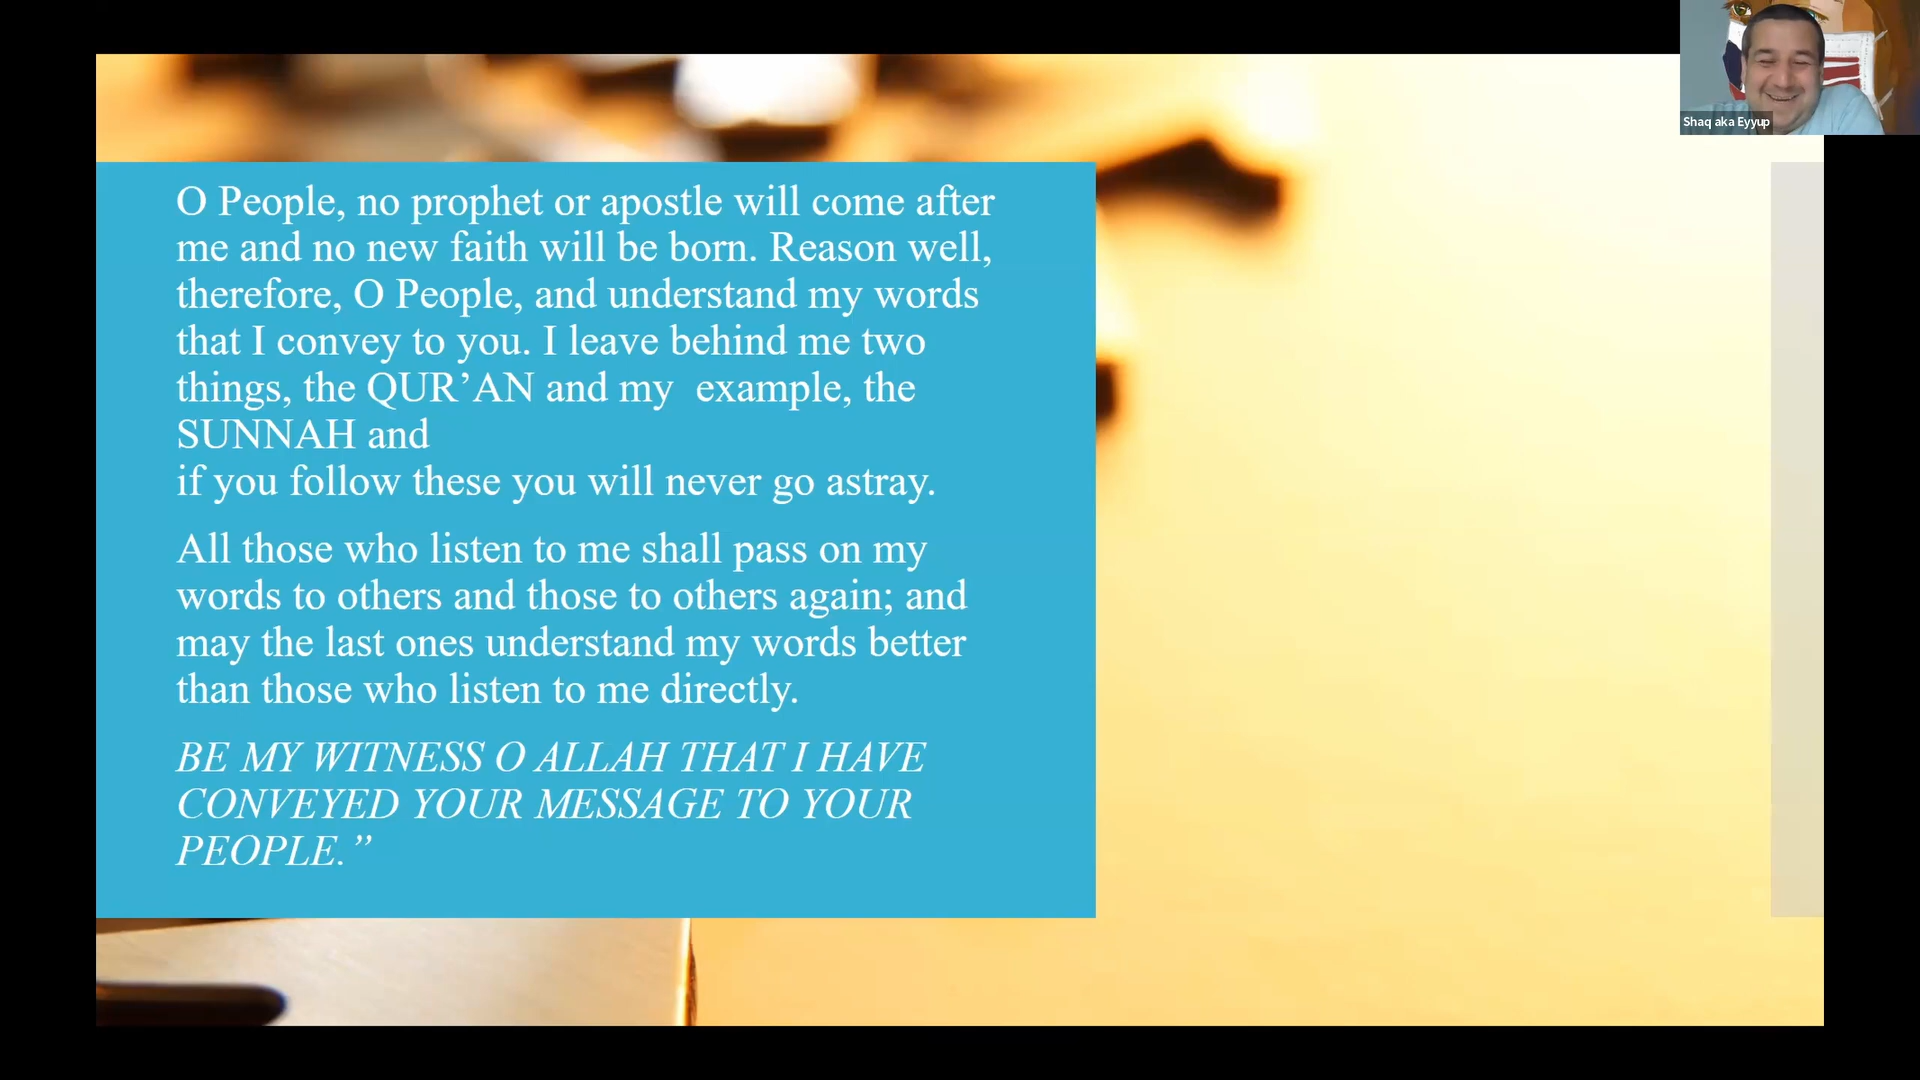 Shaq aka Eyyup
O People, no prophet or apostle will come after
me and no new faith will be born. Reason well,
therefore, O People, and understand my words
that I convey to you. I leave behind me two
things, the QUR’AN and my  example, the
SUNNAH and
if you follow these you will never go astray.
All those who listen to me shall pass on my
words to others and those to others again; and
may the last ones understand my words better
than those who listen to me directly.
BE MY WITNESS O ALLAH THAT I HAVE
CONVEYED YOUR MESSAGE TO YOUR
PEOPLE.”